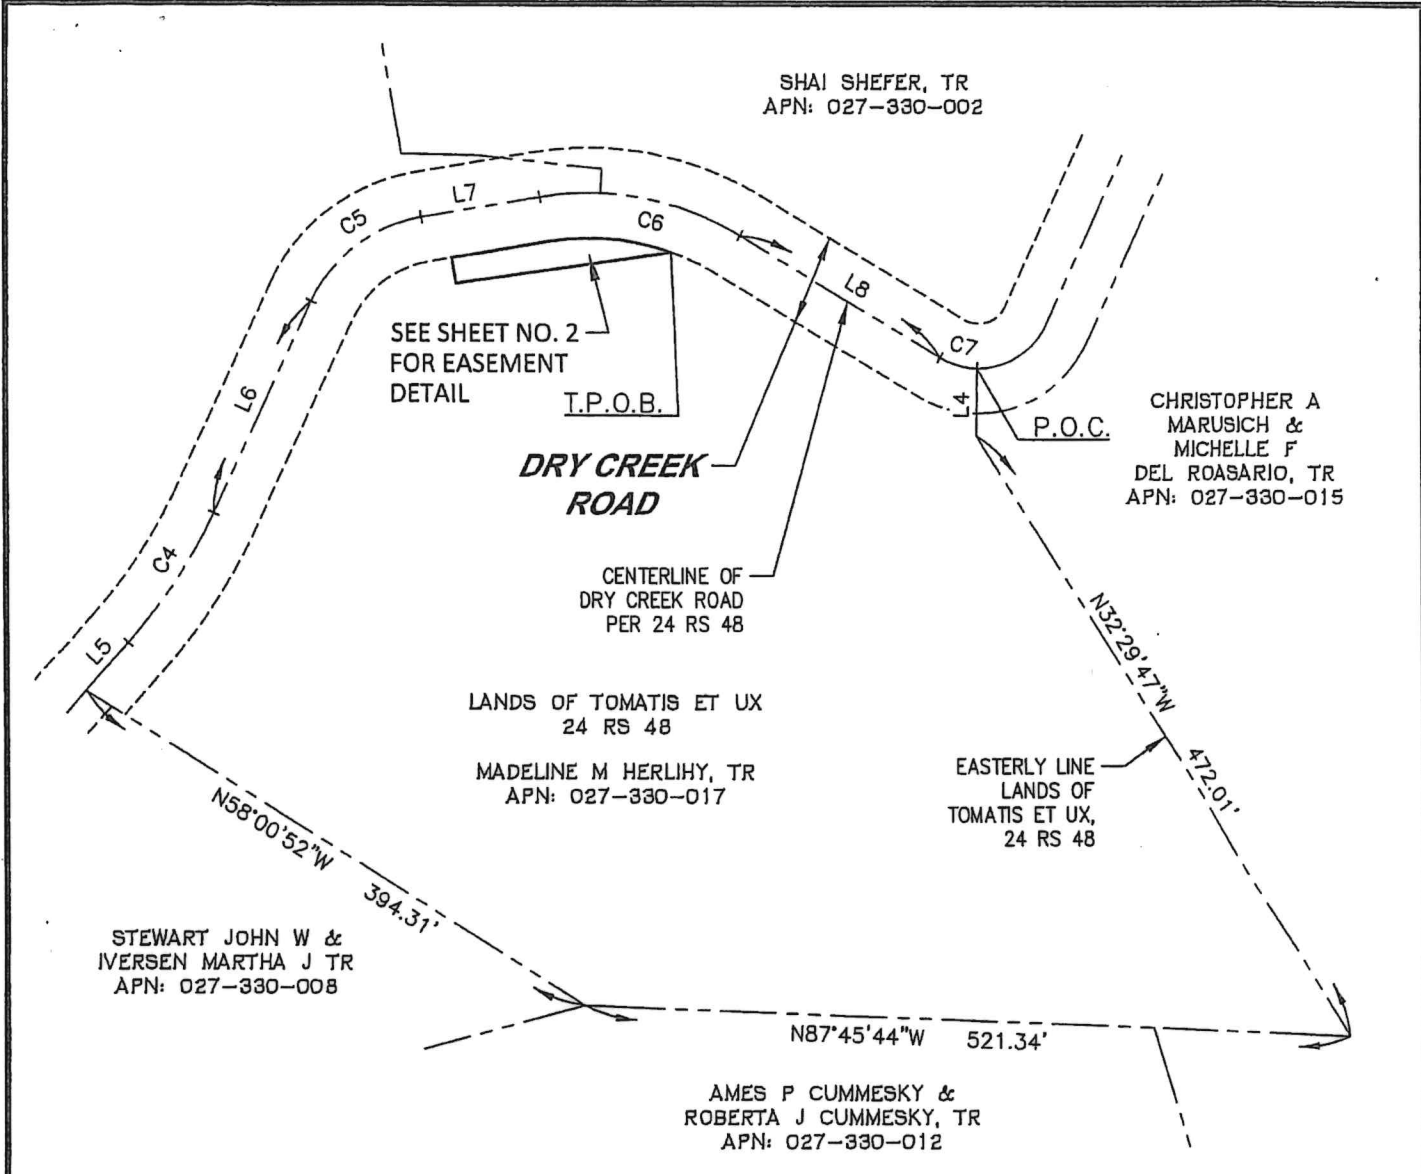 SHAI SHEFER, TR
APN: 027-330-002
L7
C5
C6
L8
C7
L4
SEE SHEET NO. 2
FOR EASEMENT
DETAIL
T.P.O.B.
P.O.C.
L6
CHRISTOPHER A
MARUSICH &
MICHELLE F
DEL ROASARIO, TR
APN: 027-330-015
DRY CREEK
ROAD
C4
L5
CENTERLINE OF
DRY CREEK ROAD
PER 24 RS 48
N32°29'47"W
472.01'
LANDS OF TOMATIS ET UX
24 RS 48
MADELINE M HERLIHY, TR
APN: 027-330-017
EASTERLY LINE
LANDS OF
TOMATIS ET UX,
24 RS 48
N58°00'52"W
394.31'
STEWART JOHN W &
IVERSEN MARTHA J TR
APN: 027-330-008
N87°45'44"W 521.34'
AMES P CUMMESKY &
ROBERTA J CUMMESKY, TR
APN: 027-330-012